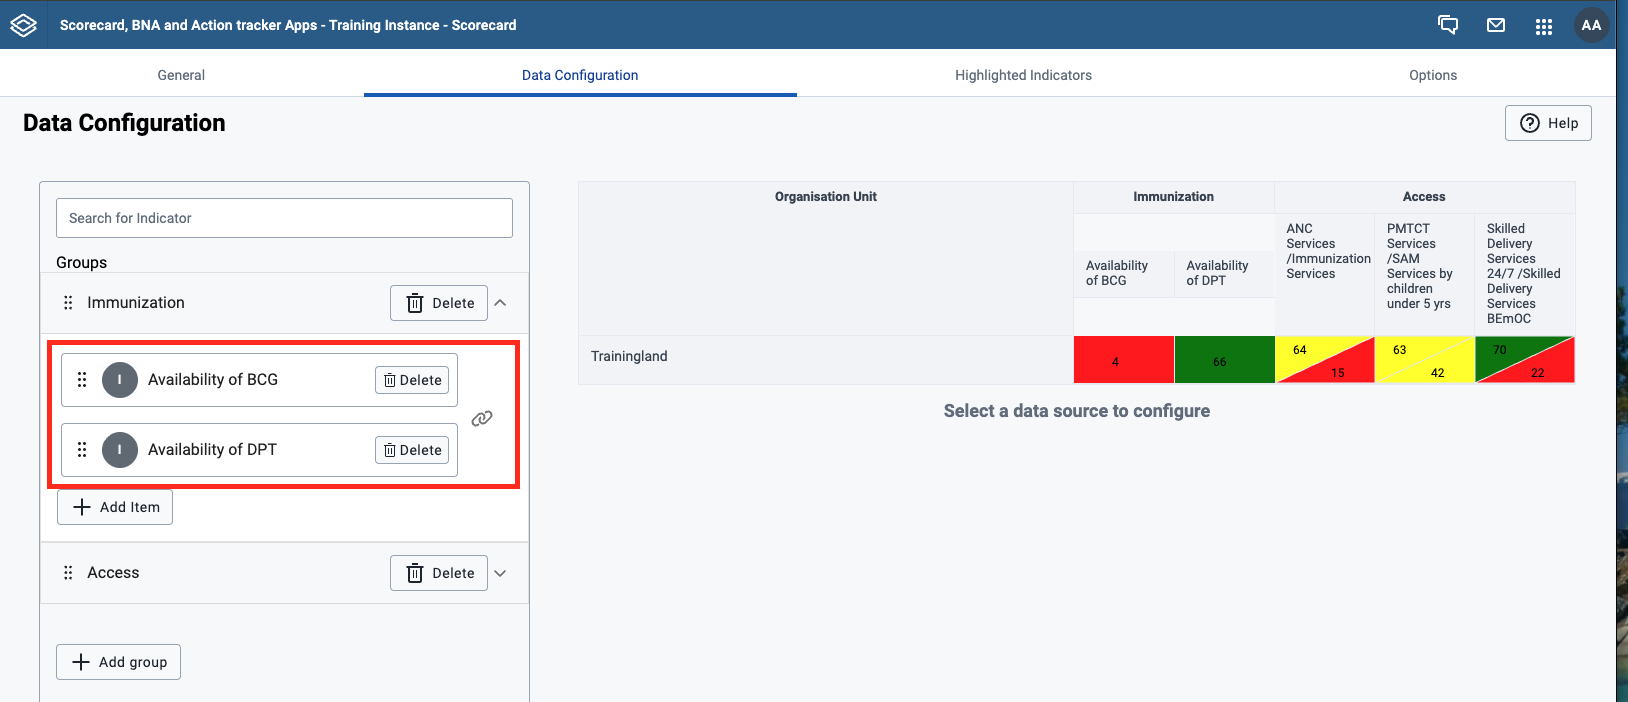 Scorecard, BNA and Action tracker Apps - Training Instance - Scorecard
AA
General
Data Configuration
Highlighted Indicators
Options
Data Configuration
Help
Search for Indicator
Groups
Immunization
Delete
I
Availability of BCG
Delete
I
Availability of DPT
Delete
Add Item
Access
Delete
Add group
Organisation Unit
Immunization
Access
Availability
of BCG
Availability
of DPT
ANC
Services
/Immunization
Services
PMTCT
Services
/SAM
Services by
children
under 5 yrs
Skilled
Delivery
Services
24/7 /Skilled
Delivery
Services
BEmOC
Trainingland
4
66
64
15
63
42
70
22
Select a data source to configure